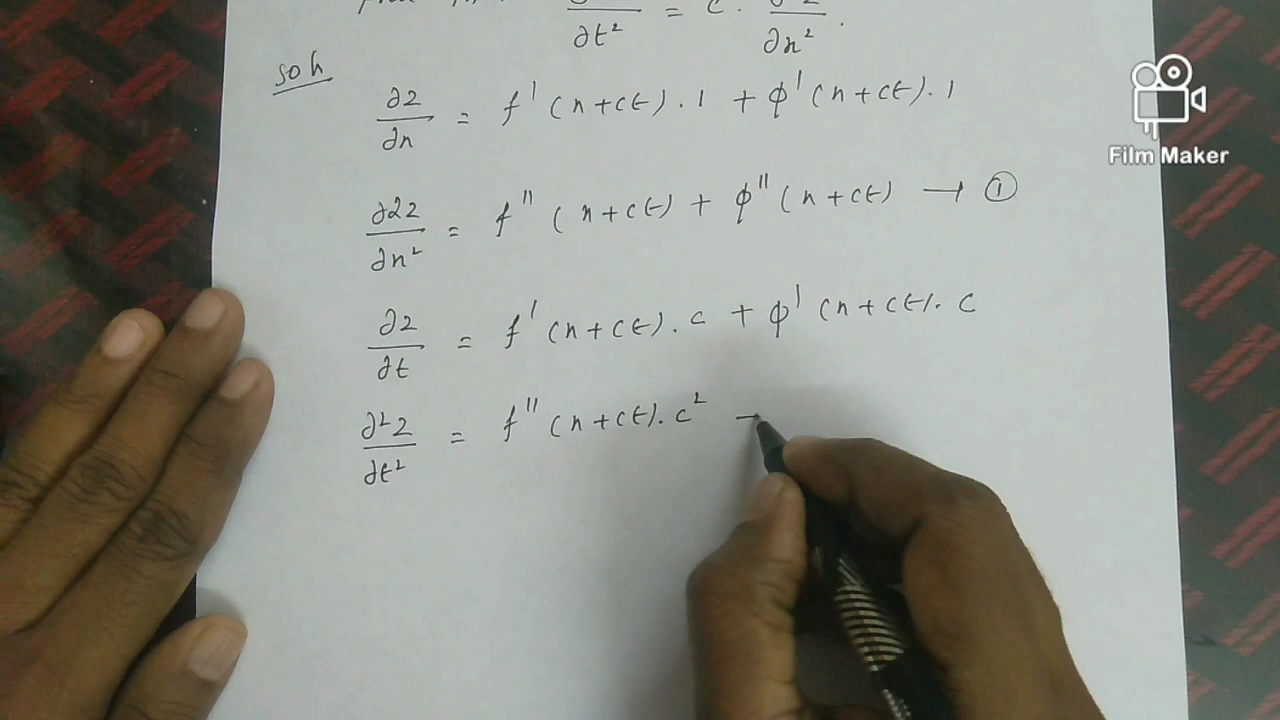 ∂t² = c. ∂x².
soln
∂z/∂x = f'(x+ct).1 + φ'(x+ct).1
∂2z/∂x² = f''(x+ct) + φ''(x+ct) → ①
∂z/∂t = f'(x+ct).c + φ'(x+ct).c
∂²z/∂t² = f''(x+ct).c² -
Film Maker